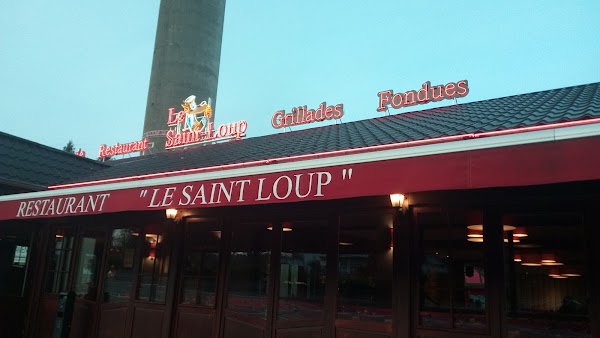 Restaurant
Le
Saint Loup
Grillades
Fondues
RESTAURANT "LE SAINT LOUP"